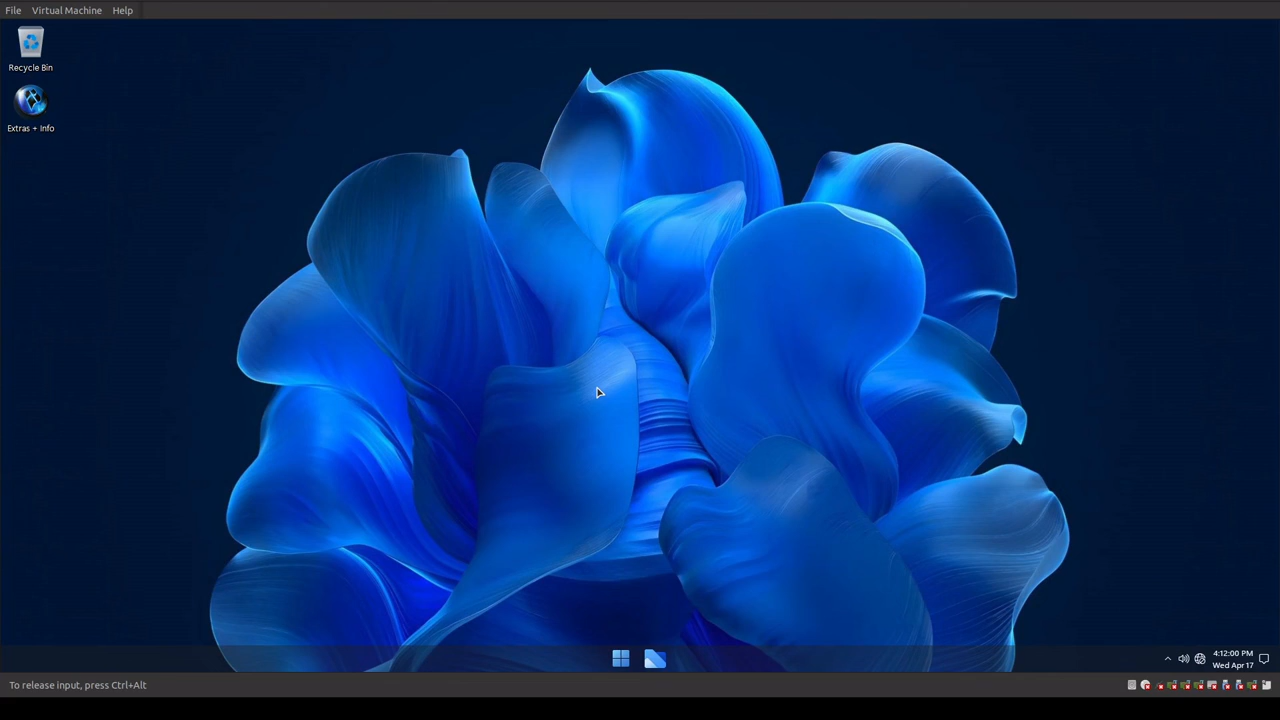 File Virtual Machine Help
Recycle Bin
Extras + Info
4:12:00 PM
Wed Apr 17
To release input, press Ctrl+Alt